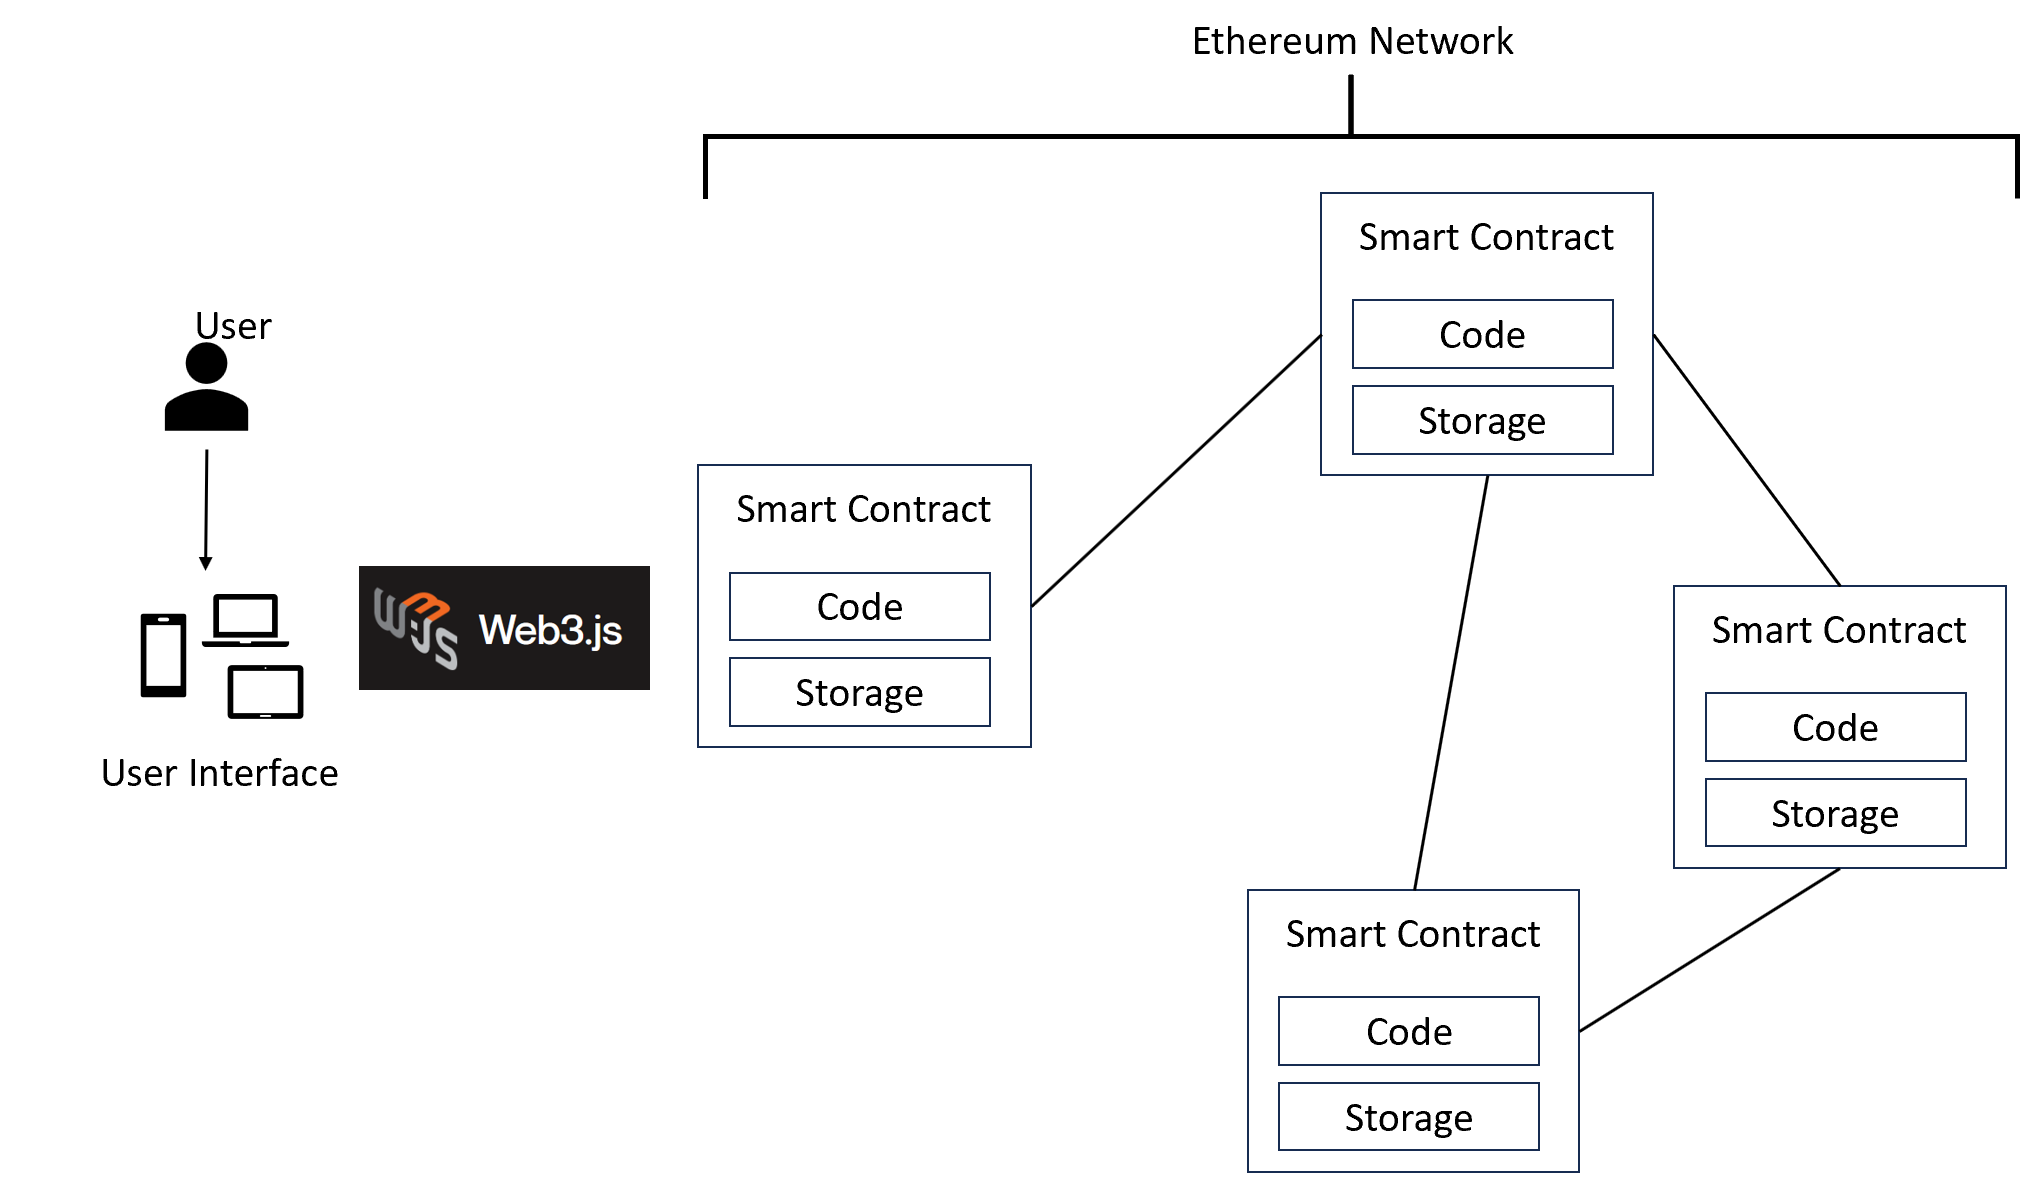 Ethereum Network
User
User Interface
Web3.js
Smart Contract
Code
Storage
Smart Contract
Code
Storage
Smart Contract
Code
Storage
Smart Contract
Code
Storage